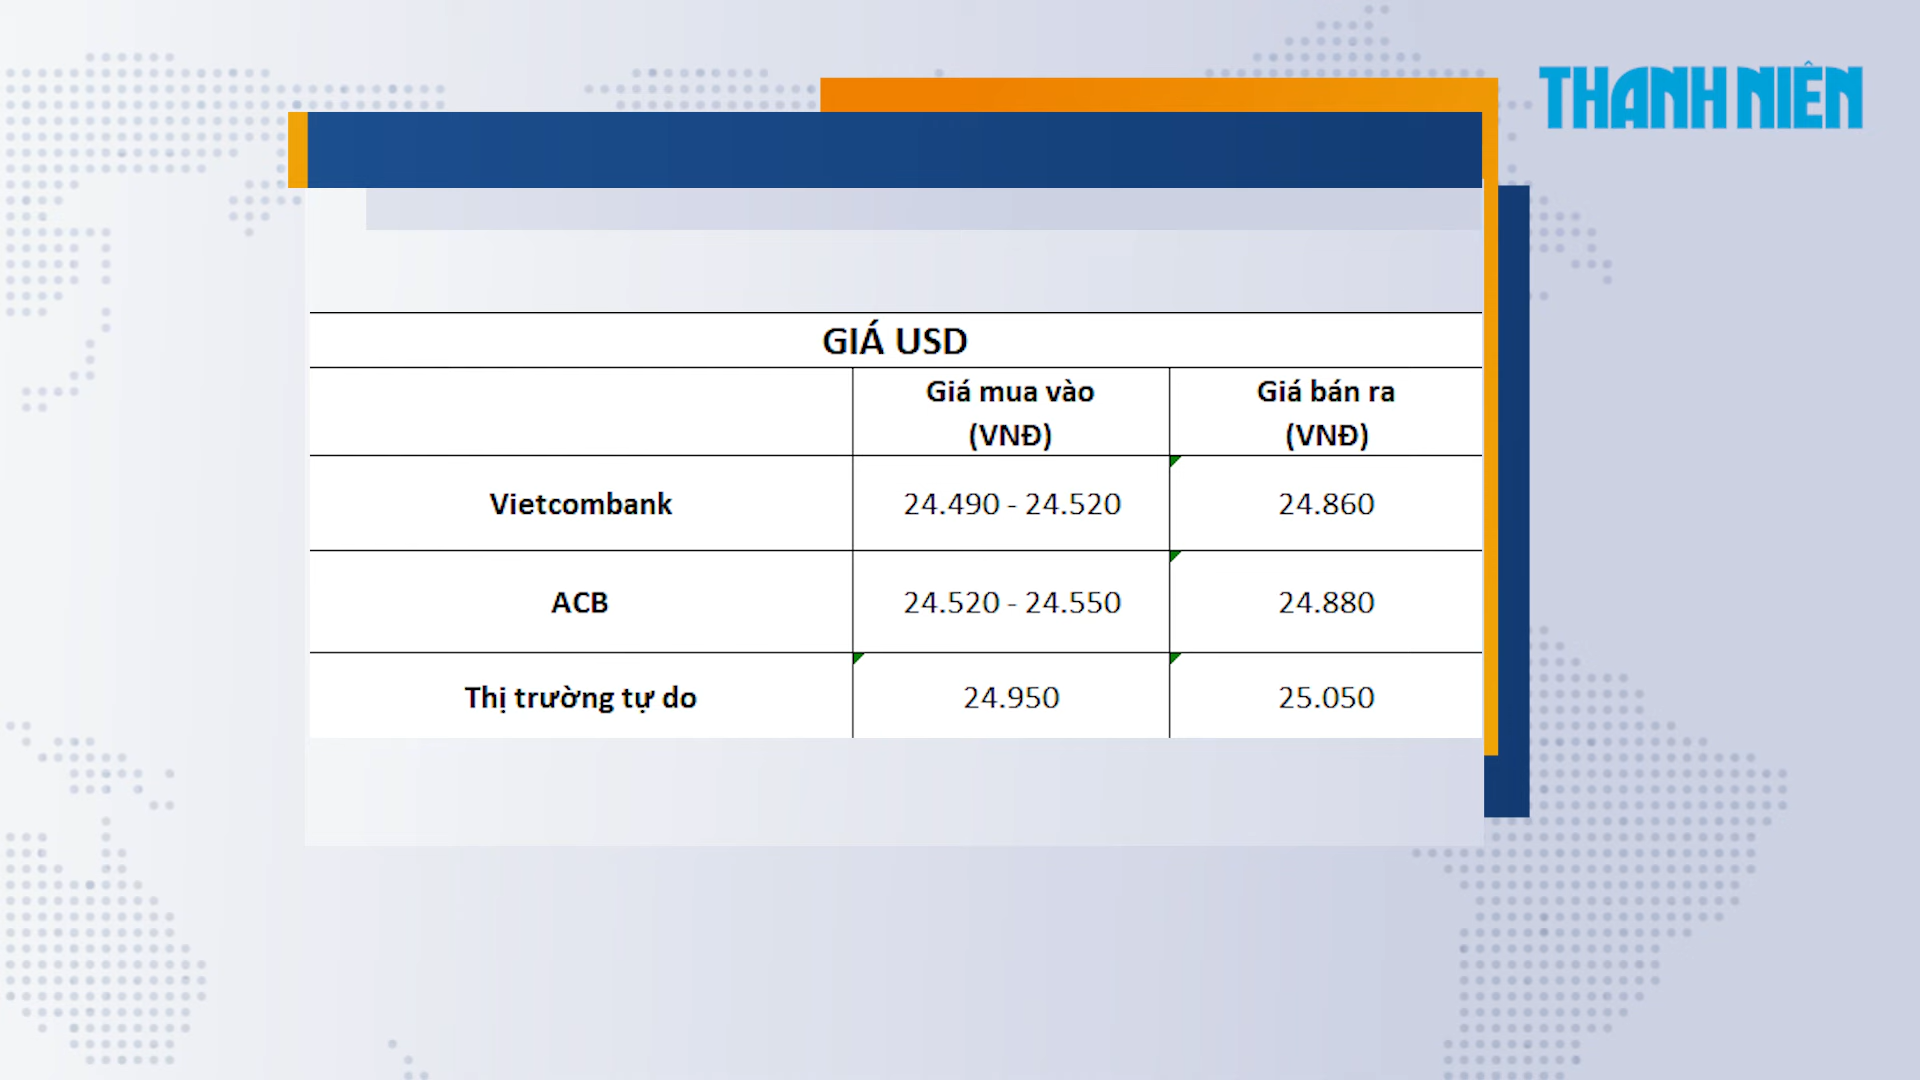 THANH NIÊN
GIÁ USD
Giá mua vào
(VNĐ)
Giá bán ra
(VNĐ)
Vietcombank
24.490 - 24.520
24.860
ACB
24.520 - 24.550
24.880
Thị trường tự do
24.950
25.050